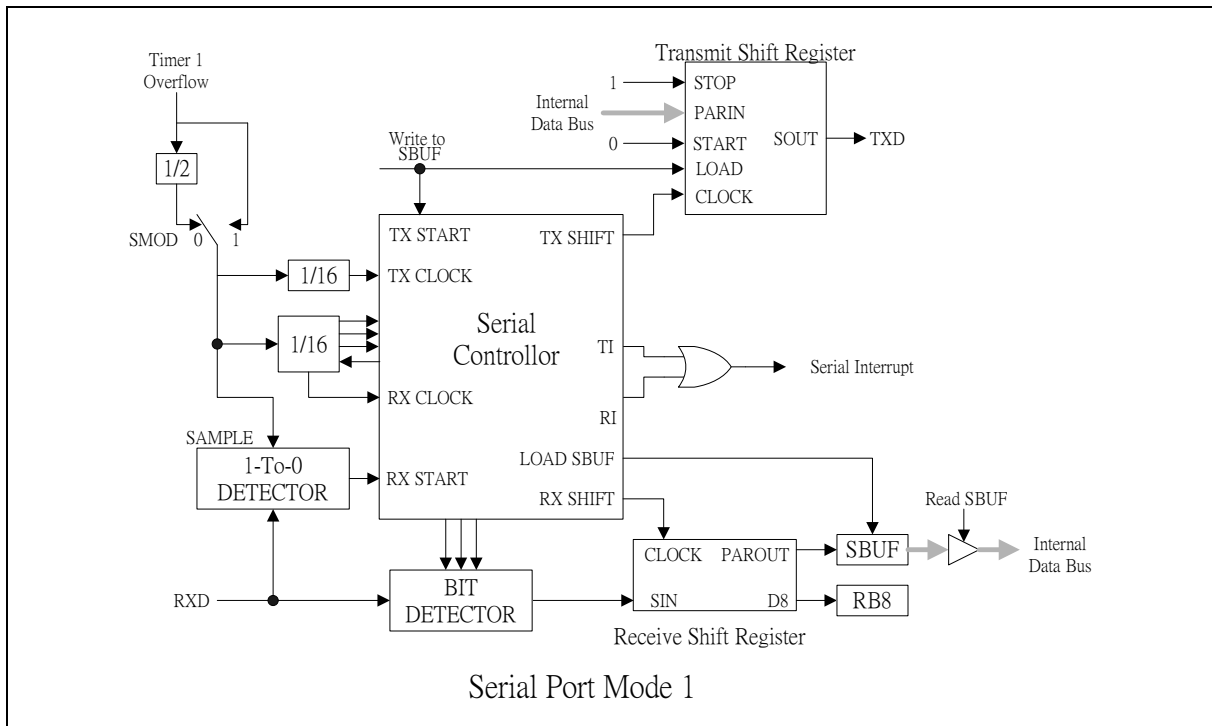 Timer 1
Overflow
1/2
SMOD 0 1
Write to
SBUF
Transmit Shift Register
1
STOP
Internal
Data Bus
PARIN
0
START
SOUT
TXD
LOAD
CLOCK
TX START
TX SHIFT
1/16
TX CLOCK
1/16
Serial
Controllor
TI
Serial Interrupt
RX CLOCK
RI
SAMPLE
1-To-0
DETECTOR
RX START
LOAD SBUF
RX SHIFT
Read SBUF
CLOCK PAROUT
SBUF
Internal
Data Bus
RXD
BIT
DETECTOR
SIN D8
RB8
Receive Shift Register
Serial Port Mode 1